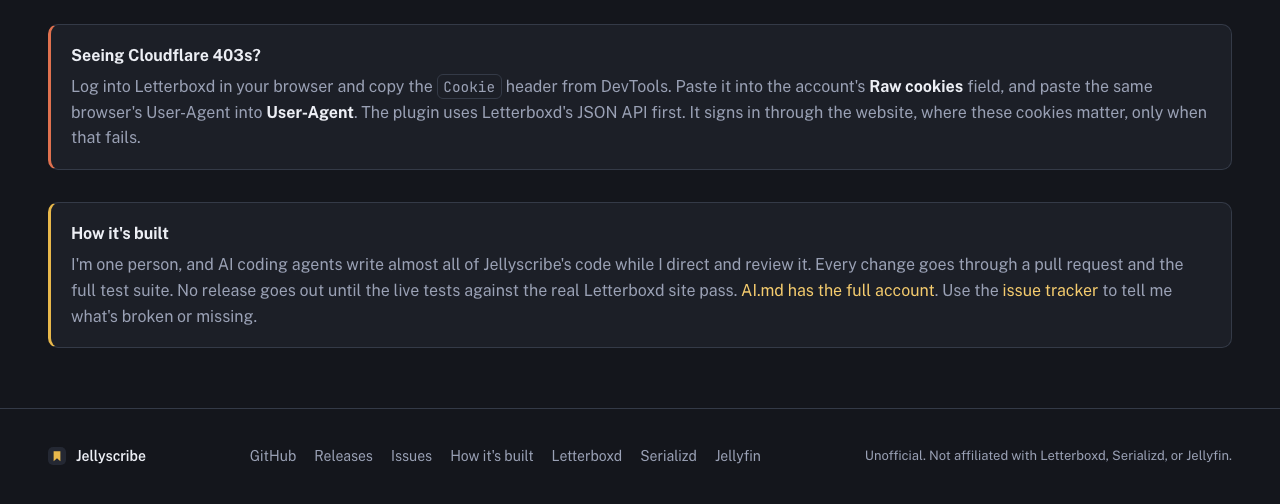 Seeing Cloudflare 403s?
Log into Letterboxd in your browser and copy the Cookie header from DevTools. Paste it into the account's Raw cookies field, and paste the same
browser's User-Agent into User-Agent. The plugin uses Letterboxd's JSON API first. It signs in through the website, where these cookies matter, only when
that fails.
How it's built
I'm one person, and AI coding agents write almost all of Jellyscribe's code while I direct and review it. Every change goes through a pull request and the
full test suite. No release goes out until the live tests against the real Letterboxd site pass. AI.md has the full account. Use the issue tracker to tell me
what's broken or missing.
Jellyscribe GitHub Releases Issues How it's built Letterboxd Serializd Jellyfin Unofficial. Not affiliated with Letterboxd, Serializd, or Jellyfin.